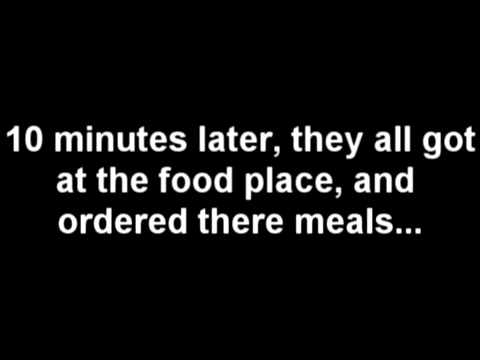 10 minutes later, they all got
at the food place, and
ordered there meals...